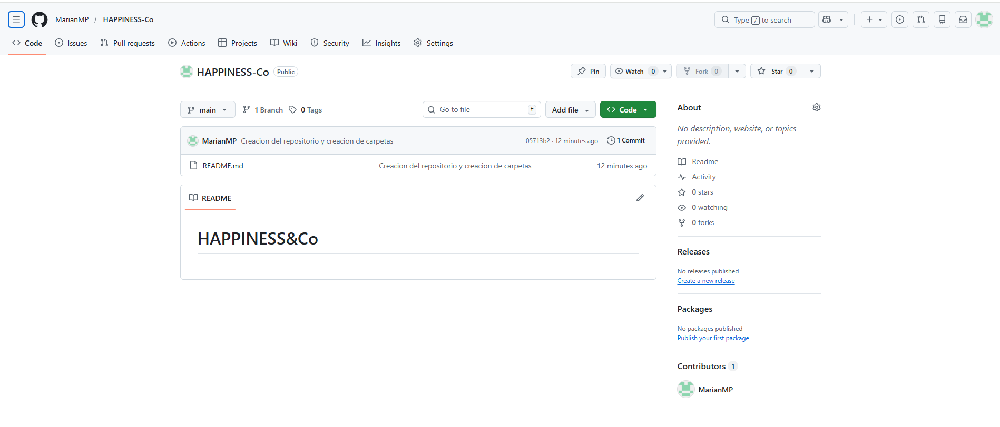 MarianMP / HAPPINESS-Co
Type / to search
Code Issues Pull requests Actions Projects Wiki Security Insights Settings
HAPPINESS-Co Public
Pin Watch 0 Fork 0 Star 0
main 1 Branch 0 Tags
Go to file t Add file Code
MarianMP Creacion del repositorio y creacion de carpetas 05713b2 · 12 minutes ago 1 Commit
README.md Creacion del repositorio y creacion de carpetas 12 minutes ago
README
HAPPINESS&Co
About
No description, website, or topics
provided.
Readme
Activity
0 stars
0 watching
0 forks
Releases
No releases published
Create a new release
Packages
No packages published
Publish your first package
Contributors 1
MarianMP